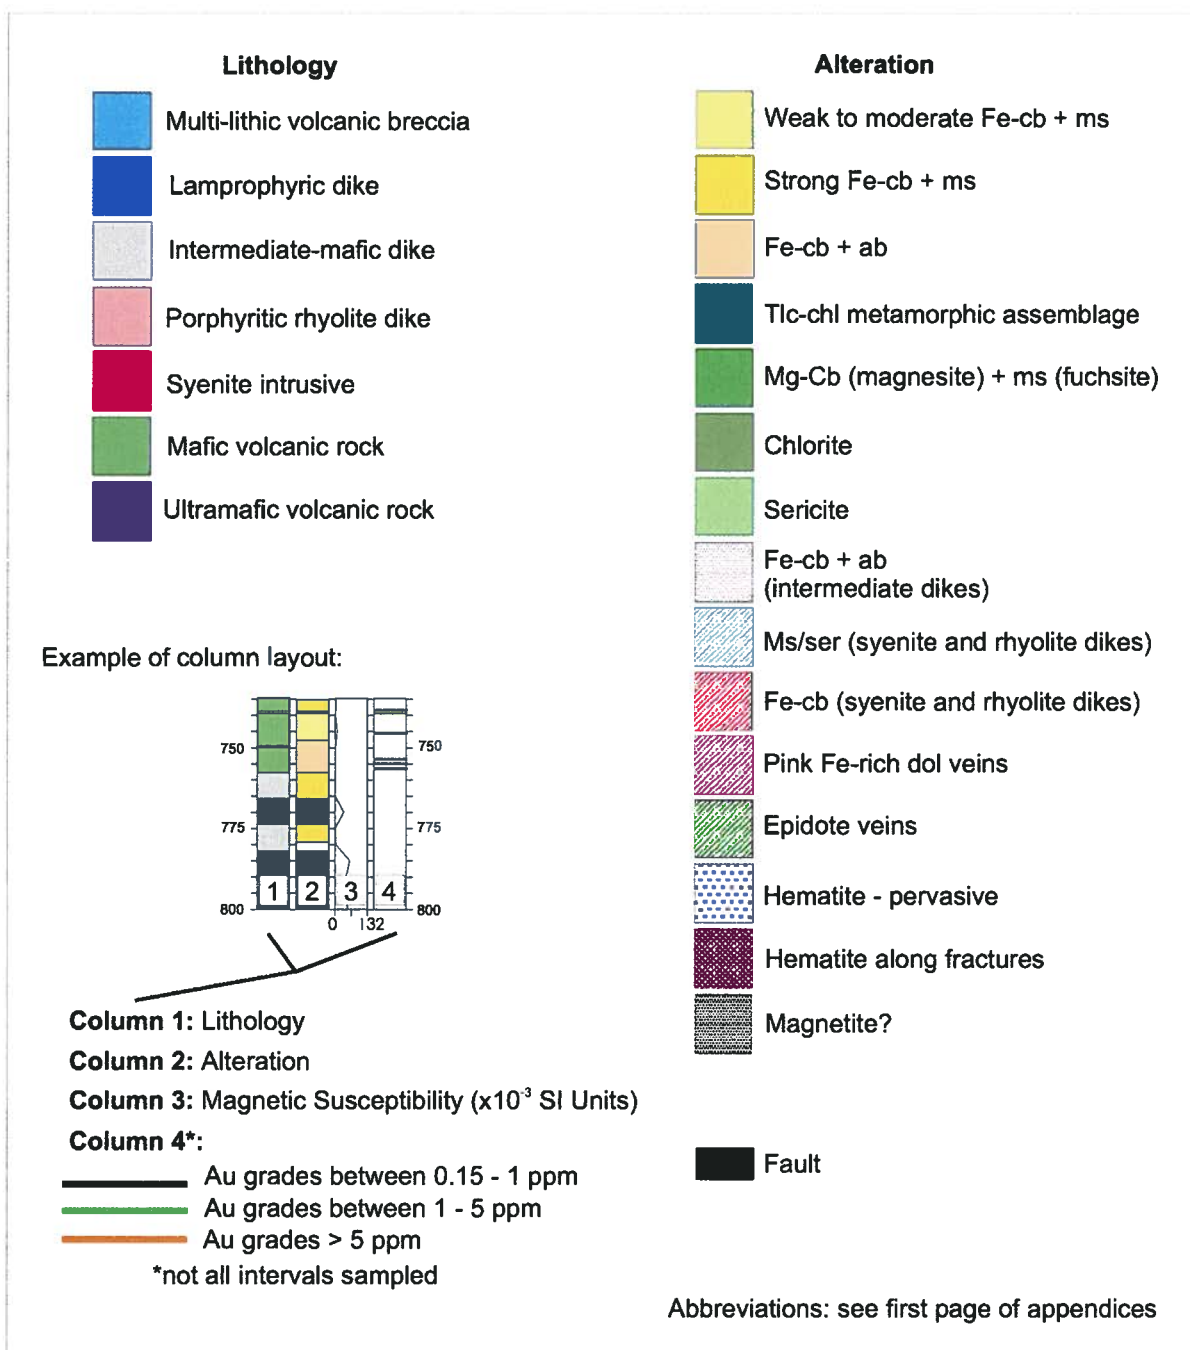 Lithology
Multi-lithic volcanic breccia
Lamprophyric dike
Intermediate-mafic dike
Porphyritic rhyolite dike
Syenite intrusive
Mafic volcanic rock
Ultramafic volcanic rock
Example of column layout:
750
750
775
775
1 2 3 4
800
800
0 132
Column 1: Lithology
Column 2: Alteration
Column 3: Magnetic Susceptibility (x10⁻³ SI Units)
Column 4*:
Au grades between 0.15 - 1 ppm
Au grades between 1 - 5 ppm
Au grades > 5 ppm
*not all intervals sampled
Alteration
Weak to moderate Fe-cb + ms
Strong Fe-cb + ms
Fe-cb + ab
Tlc-chl metamorphic assemblage
Mg-Cb (magnesite) + ms (fuchsite)
Chlorite
Sericite
Fe-cb + ab
(intermediate dikes)
Ms/ser (syenite and rhyolite dikes)
Fe-cb (syenite and rhyolite dikes)
Pink Fe-rich dol veins
Epidote veins
Hematite - pervasive
Hematite along fractures
Magnetite?
Fault
Abbreviations: see first page of appendices